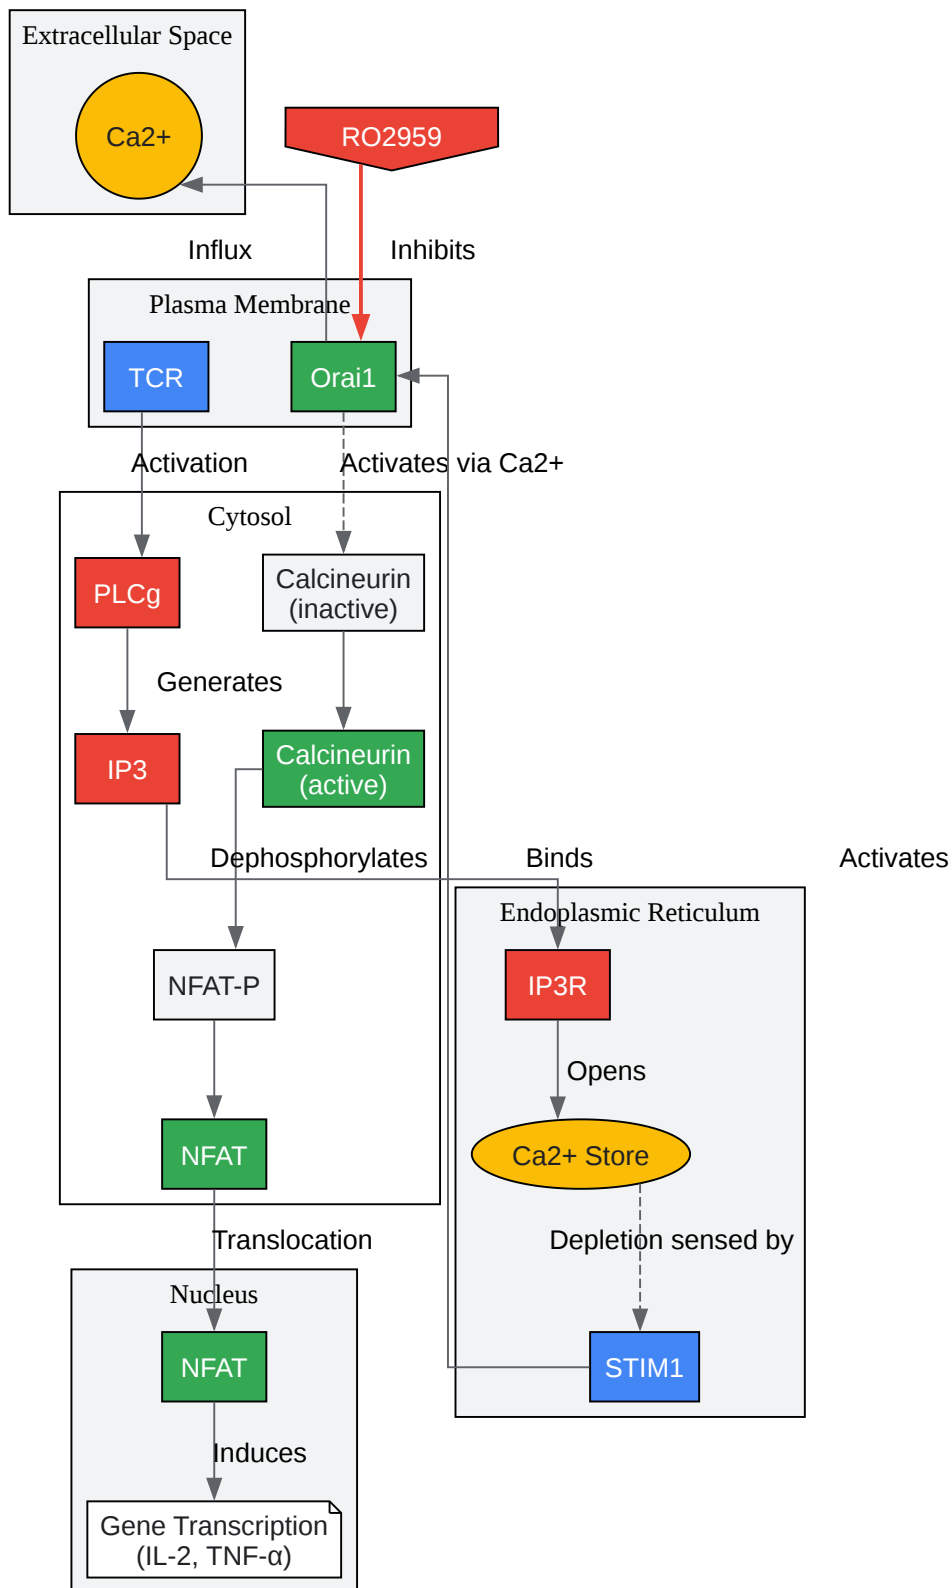 Extracellular Space
Ca2+
RO2959
Influx
Inhibits
Plasma Membrane
TCR
Orai1
Activation
Activates via Ca2+
Cytosol
PLCg
Calcineurin
(inactive)
Generates
IP3
Calcineurin
(active)
Dephosphorylates
Binds
Activates
Endoplasmic Reticulum
NFAT-P
IP3R
Opens
NFAT
Ca2+ Store
Translocation
Depletion sensed by
Nucleus
NFAT
STIM1
Induces
Gene Transcription
(IL-2, TNF-α)